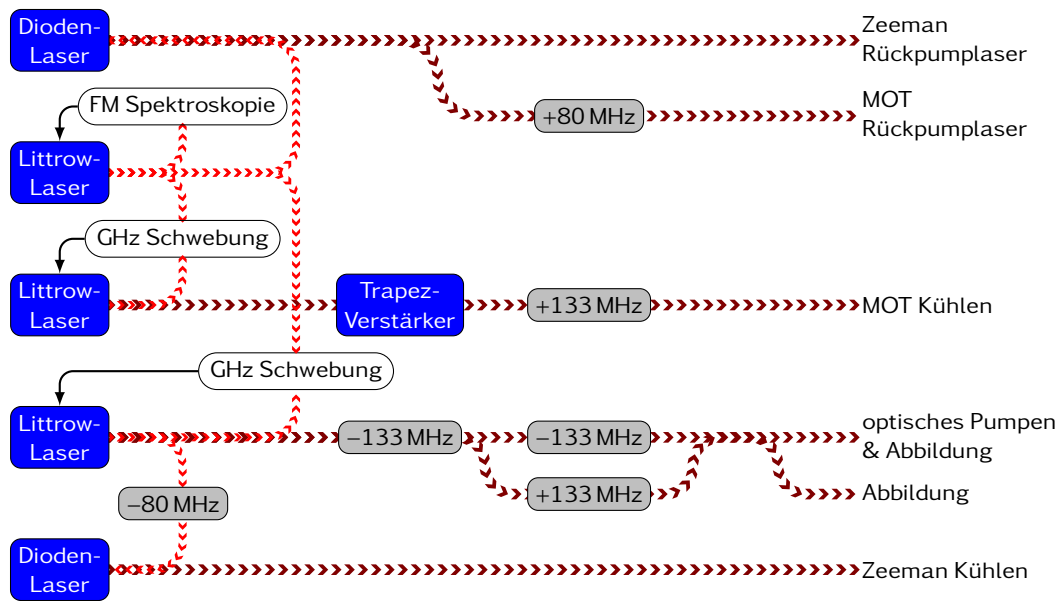 Dioden-
Laser
Zeeman
Rückpumplaser
FM Spektroskopie
+80 MHz
MOT
Rückpumplaser
Littrow-
Laser
GHz Schwebung
Littrow-
Laser
Trapez-
Verstärker
+133 MHz
MOT Kühlen
GHz Schwebung
Littrow-
Laser
−133 MHz
−133 MHz
optisches Pumpen
& Abbildung
−80 MHz
+133 MHz
Abbildung
Dioden-
Laser
Zeeman Kühlen